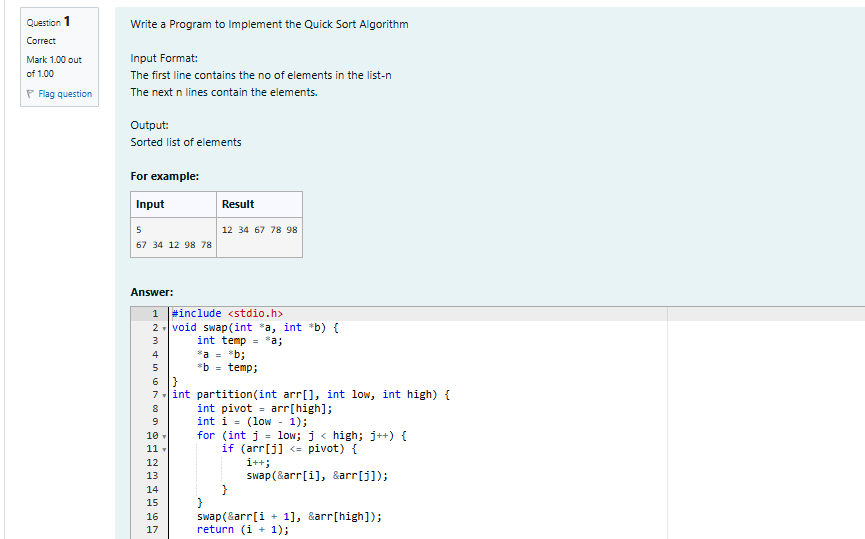 Question 1
Correct
Mark 1.00 out
of 1.00
Flag question
Write a Program to Implement the Quick Sort Algorithm
Input Format:
The first line contains the no of elements in the list-n
The next n lines contain the elements.
Output:
Sorted list of elements
For example:
Input Result
5 12 34 67 78 98
67 34 12 98 78
Answer:
1 #include <stdio.h>
2 void swap(int *a, int *b) {
3 int temp = *a;
4 *a = *b;
5 *b = temp;
6 }
7 int partition(int arr[], int low, int high) {
8 int pivot = arr[high];
9 int i = (low - 1);
10 for (int j = low; j < high; j++) {
11 if (arr[j] <= pivot) {
12 i++;
13 swap(&arr[i], &arr[j]);
14 }
15 }
16 swap(&arr[i + 1], &arr[high]);
17 return (i + 1);